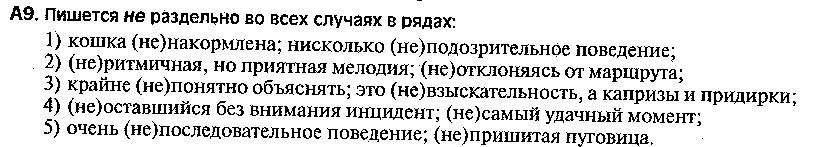 А9. Пишется не раздельно во всех случаях в рядах:
1) кошка (не)накормлена; нисколько (не)подозрительное поведение;
2) (не)ритмичная, но приятная мелодия; (не)отклоняясь от маршрута;
3) крайне (не)понятно объяснять; это (не)взыскательность, а капризы и придирки;
4) (не)оставшийся без внимания инцидент; (не)самый удачный момент;
5) очень (не)последовательное поведение; (не)пришитая пуговица.